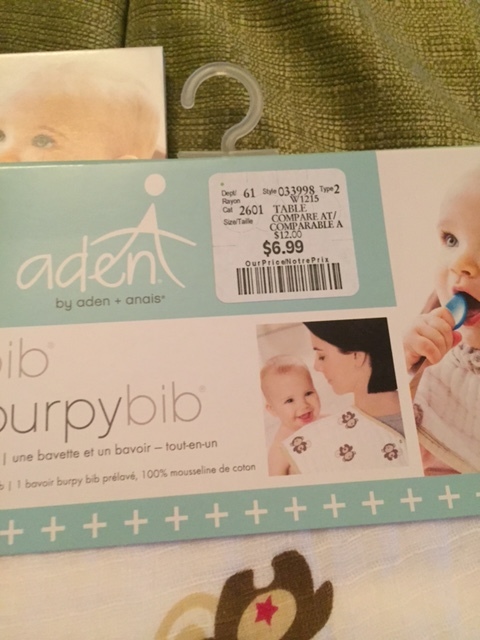 Dept/ 61 Style 033998 Type 2
Rayon W1215
Cat 2601 TABLE
Size/Taille COMPARE AT/
COMPARABLE A
$12.00
$6.99
OurPrice/NotrePrix
aden
by aden + anais®
bib®
burpybib®
| une bavette et un bavoir – tout-en-un
b | 1 bavoir burpy bib prélavé, 100% mousseline de coton